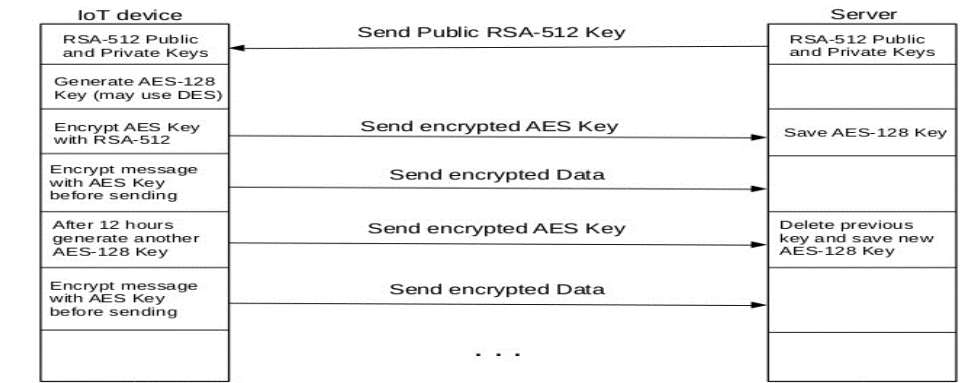 IoT device
Server
RSA-512 Public
and Private Keys
Send Public RSA-512 Key
RSA-512 Public
and Private Keys
Generate AES-128
Key (may use DES)
Encrypt AES Key
with RSA-512
Send encrypted AES Key
Save AES-128 Key
Encrypt message
with AES Key
before sending
Send encrypted Data
After 12 hours
generate another
AES-128 Key
Send encrypted AES Key
Delete previous
key and save new
AES-128 Key
Encrypt message
with AES Key
before sending
Send encrypted Data
. . .